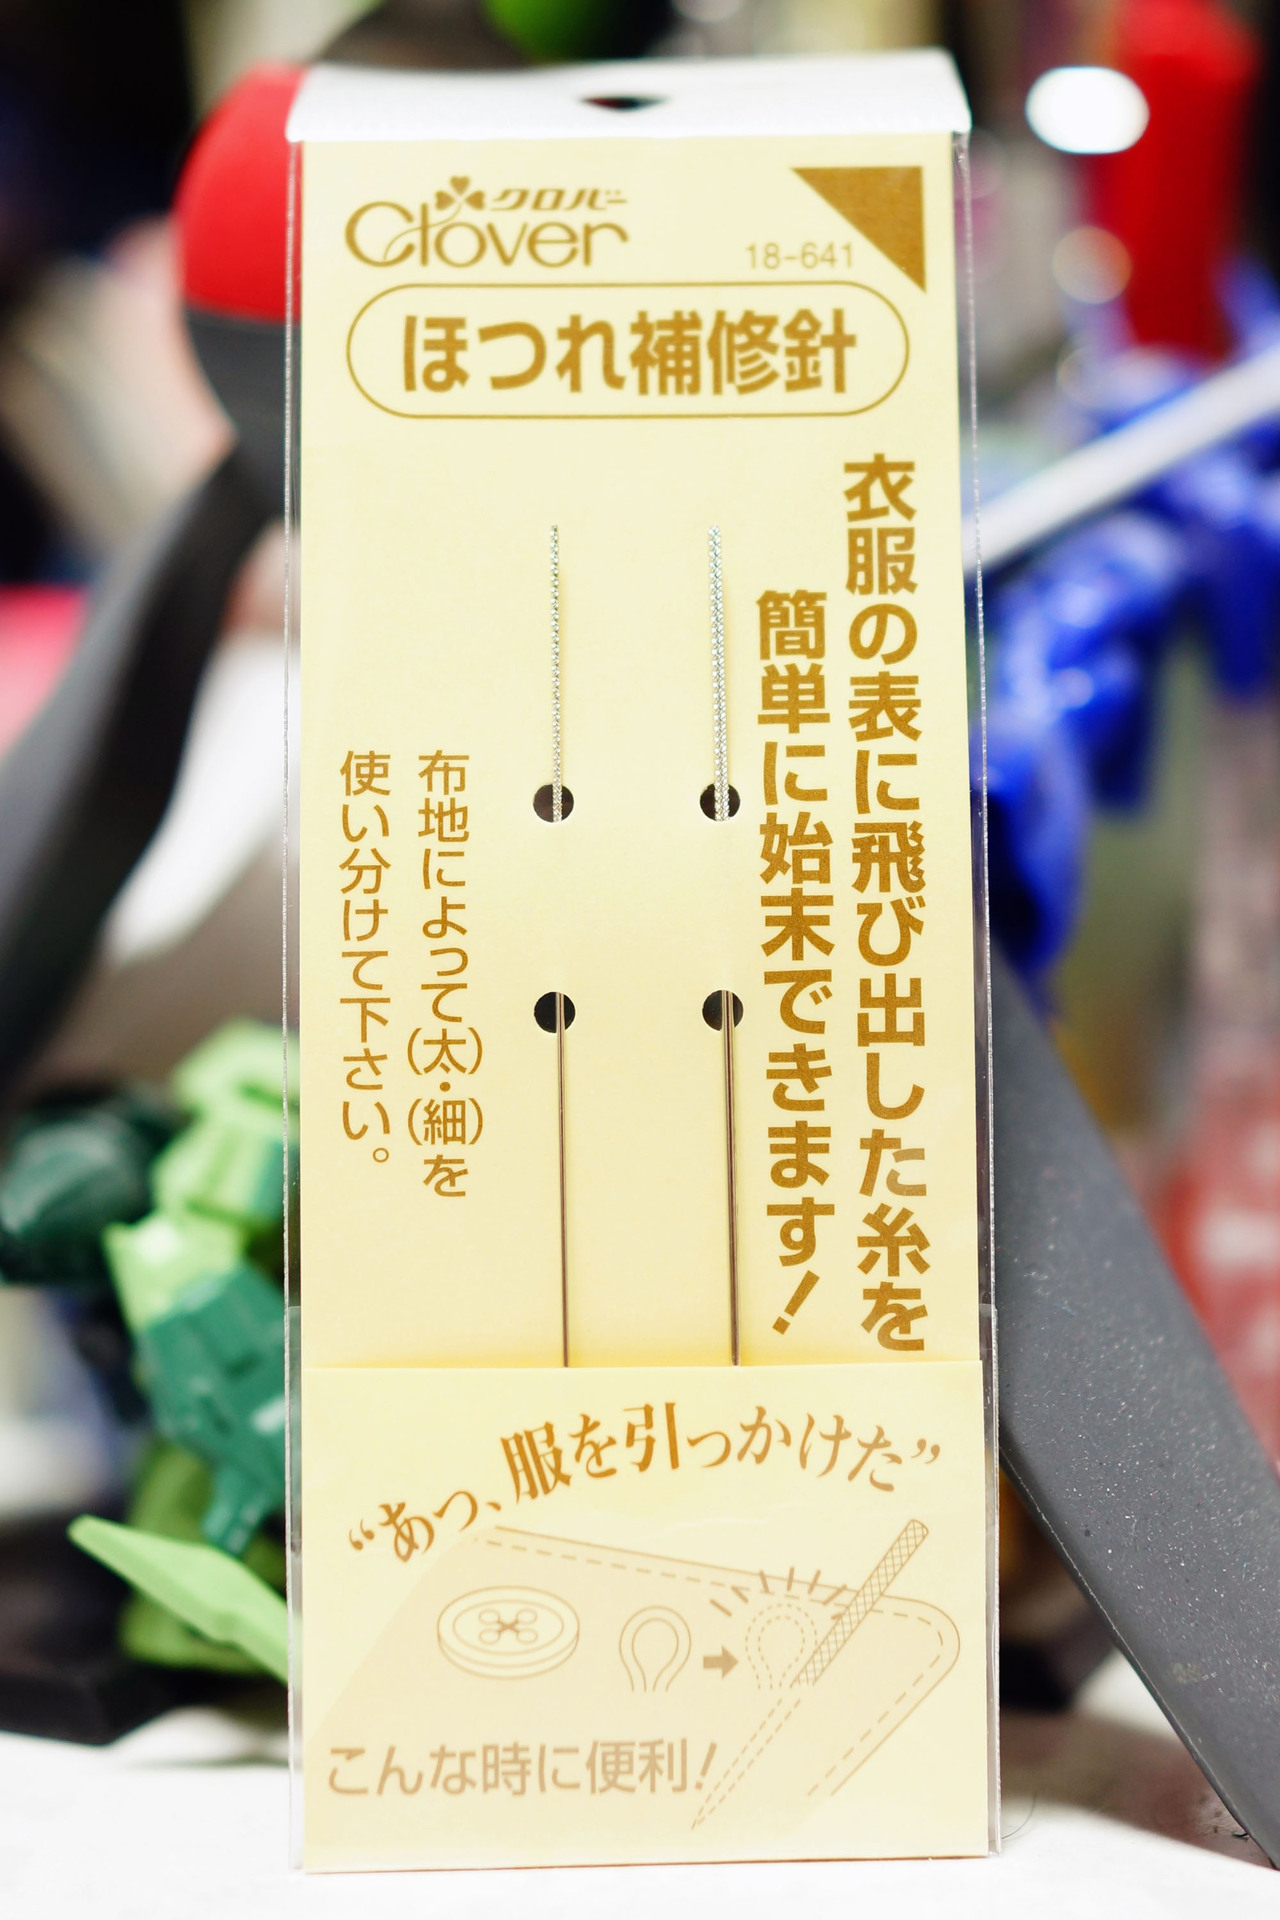 クロバー
Clover
18-641
ほつれ補修針
衣服の表に飛び出した糸を
簡単に始末できます!
布地によって(太)・(細)を
使い分けて下さい。
“あっ、服を引っかけた”
こんな時に便利!